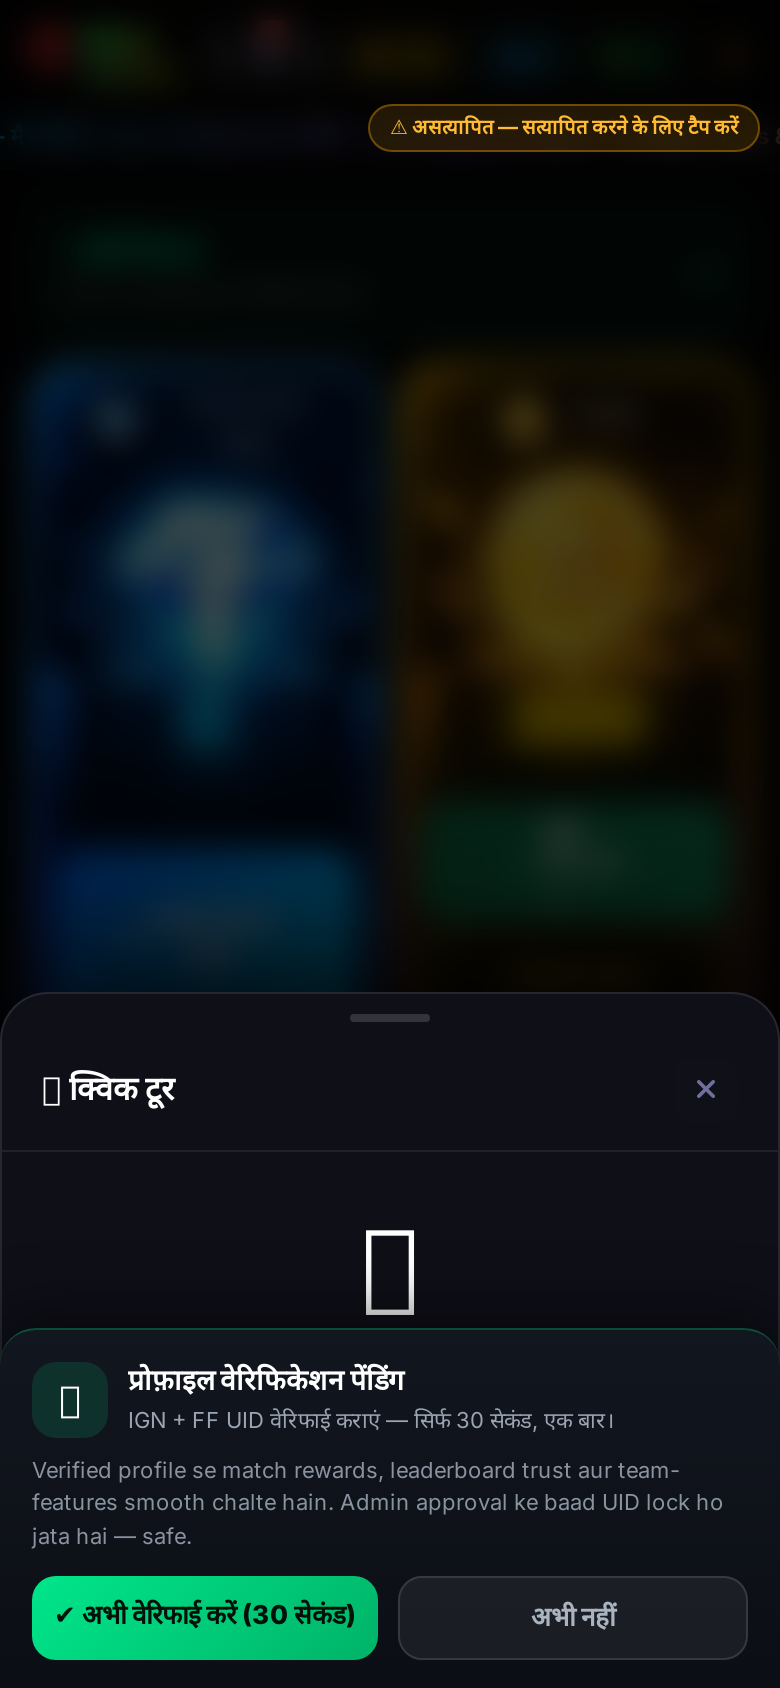 ⚠ असत्यापित — सत्यापित करने के लिए टैप करें
क्विक टूर
प्रोफ़ाइल वेरिफिकेशन पेंडिंग
IGN + FF UID वेरिफाई कराएं — सिर्फ 30 सेकंड, एक बार।
Verified profile se match rewards, leaderboard trust aur team-
features smooth chalte hain. Admin approval ke baad UID lock ho
jata hai — safe.
✔ अभी वेरिफाई करें (30 सेकंड)
अभी नहीं